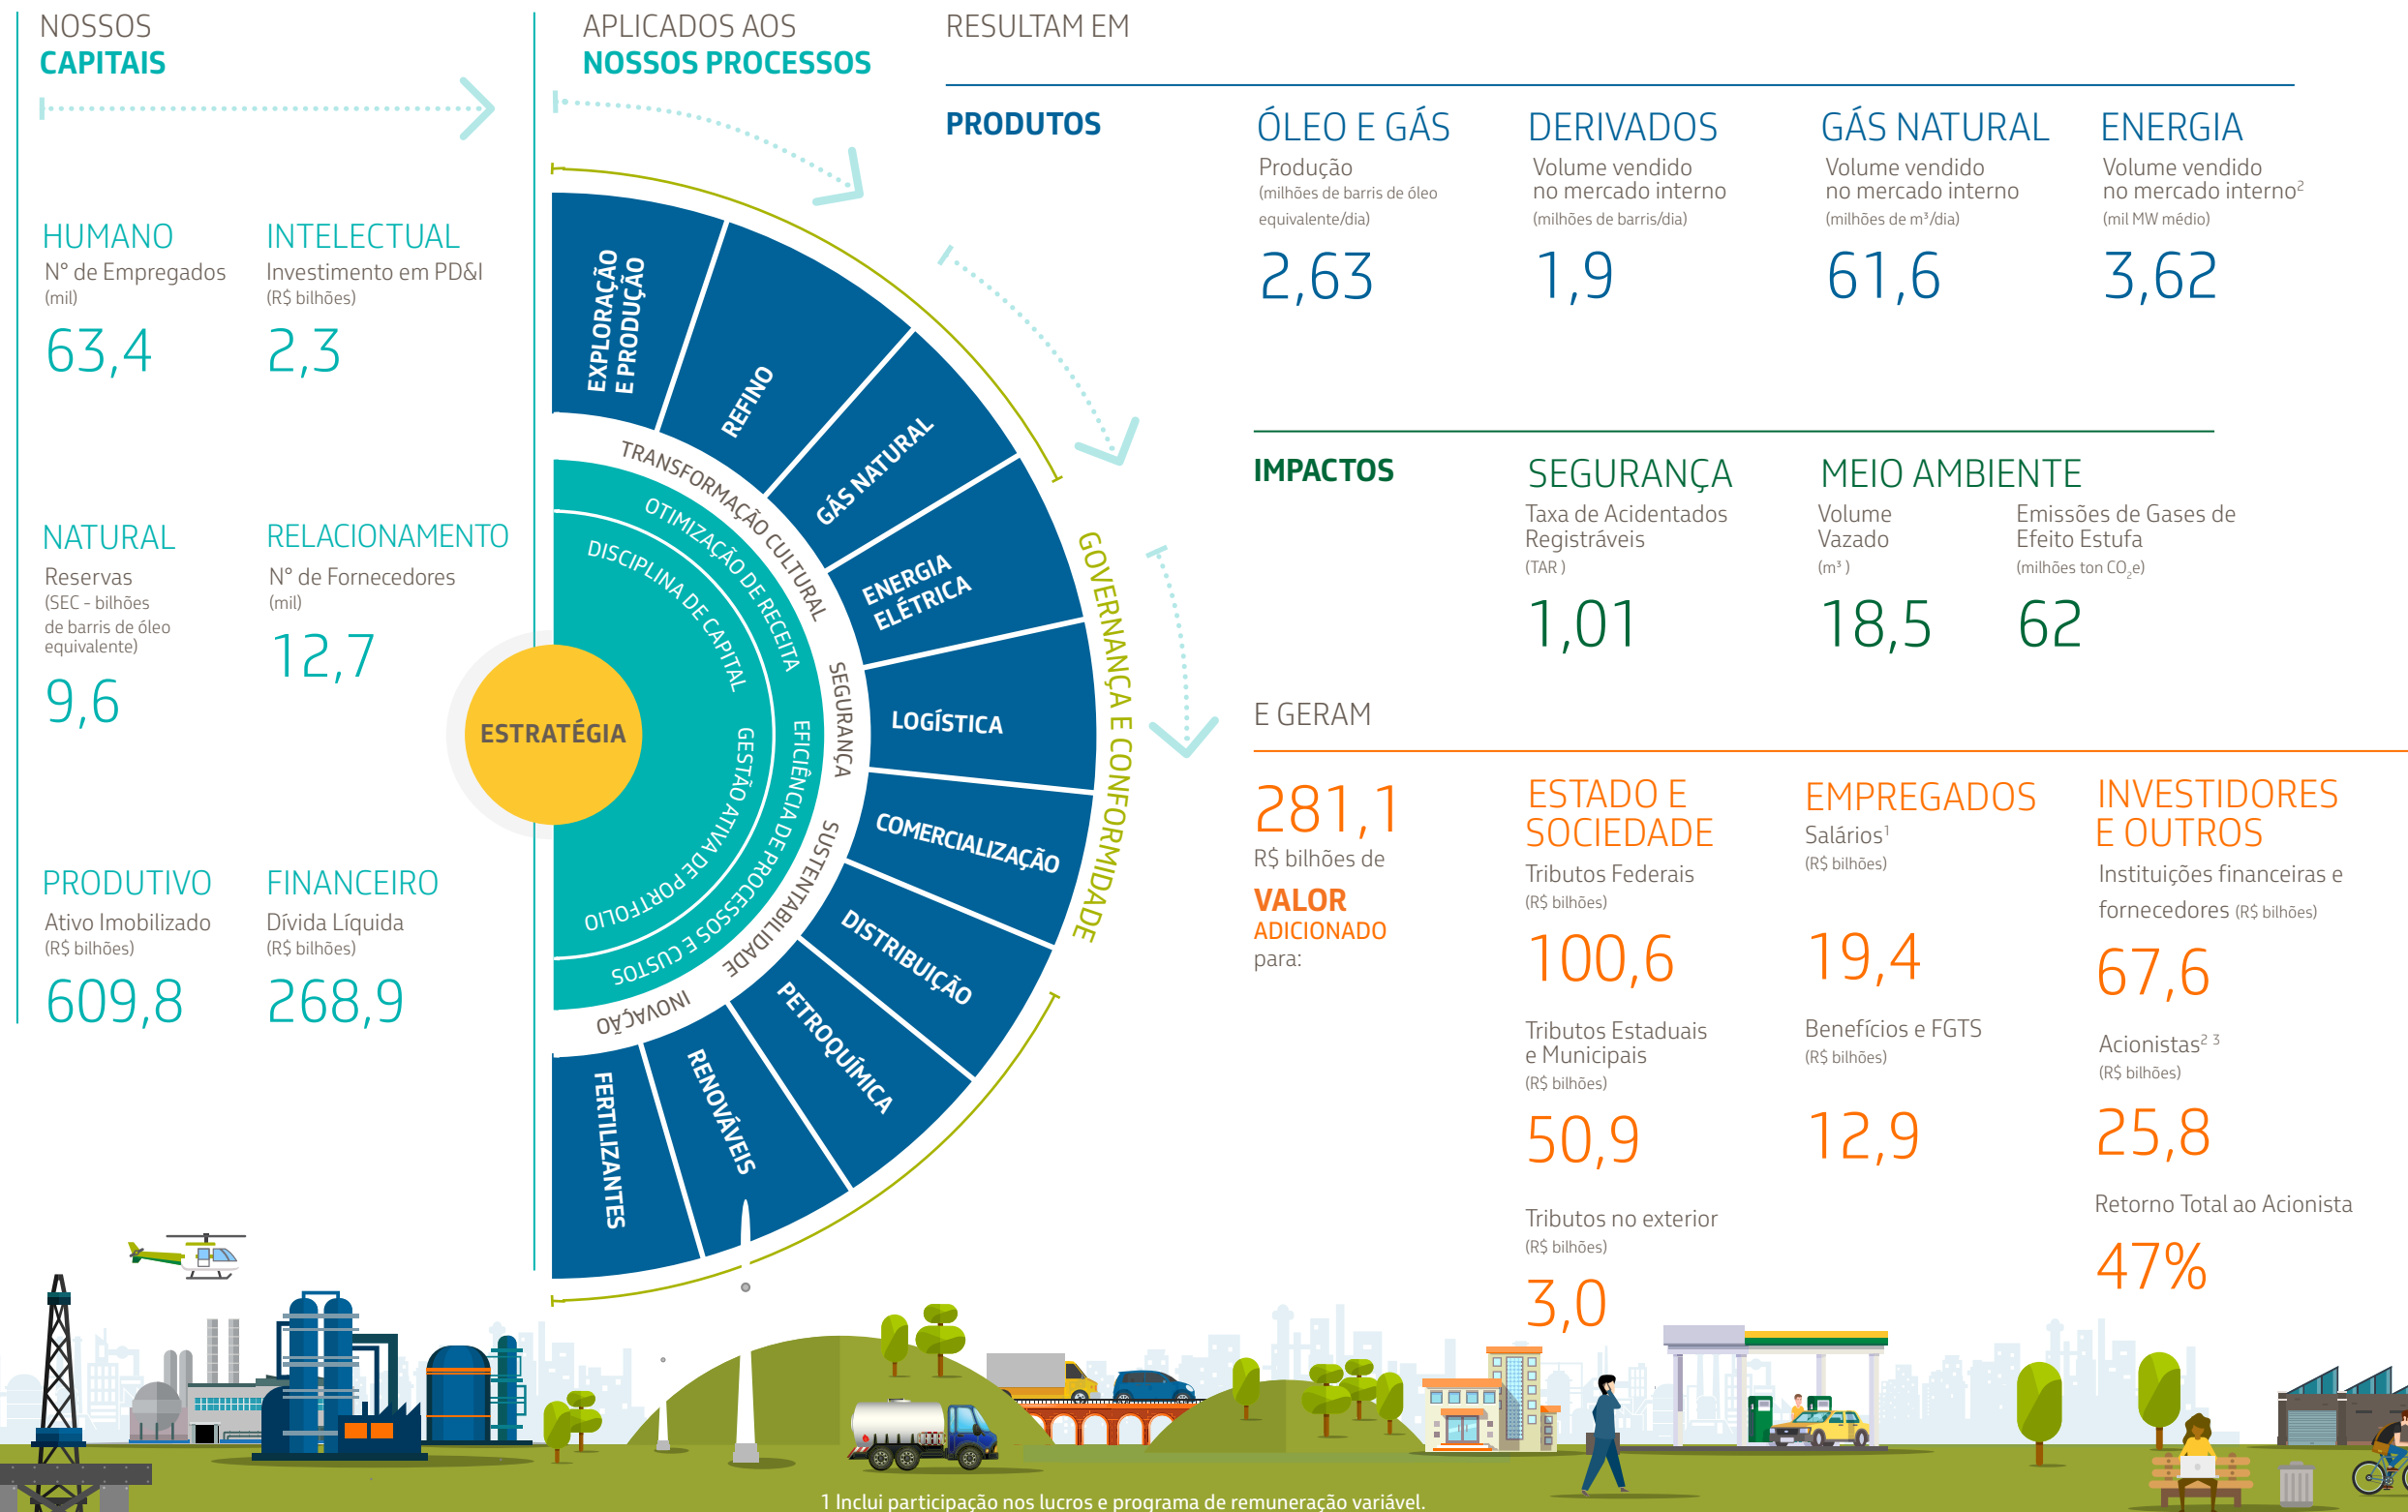 NOSSOS
CAPITAIS
HUMANO
N° de Empregados
(mil)
63,4
INTELECTUAL
Investimento em PD&I
(R$ bilhões)
2,3
NATURAL
Reservas
(SEC - bilhões
de barris de óleo
equivalente)
9,6
RELACIONAMENTO
N° de Fornecedores
(mil)
12,7
PRODUTIVO
Ativo Imobilizado
(R$ bilhões)
609,8
FINANCEIRO
Dívida Líquida
(R$ bilhões)
268,9
APLICADOS AOS
NOSSOS PROCESSOS
EXPLORAÇÃO
E PRODUÇÃO
REFINO
GÁS NATURAL
ENERGIA
ELÉTRICA
LOGÍSTICA
COMERCIALIZAÇÃO
DISTRIBUIÇÃO
PETROQUÍMICA
RENOVÁVEIS
FERTILIZANTES
TRANSFORMAÇÃO CULTURAL
SEGURANÇA
SUSTENTABILIDADE
INOVAÇÃO
OTIMIZAÇÃO DE RECEITA
EFICIÊNCIA DE PROCESSOS E CUSTOS
DISCIPLINA DE CAPITAL
GESTÃO ATIVA DE PORTFOLIO
ESTRATÉGIA
GOVERNANÇA E CONFORMIDADE
RESULTAM EM
PRODUTOS
ÓLEO E GÁS
Produção
(milhões de barris de óleo
equivalente/dia)
2,63
DERIVADOS
Volume vendido
no mercado interno
(milhões de barris/dia)
1,9
GÁS NATURAL
Volume vendido
no mercado interno
(milhões de m³/dia)
61,6
ENERGIA
Volume vendido
no mercado interno²
(mil MW médio)
3,62
IMPACTOS
SEGURANÇA
Taxa de Acidentados
Registráveis
(TAR )
1,01
MEIO AMBIENTE
Volume
Vazado
(m³ )
18,5
Emissões de Gases de
Efeito Estufa
(milhões ton CO₂e)
62
E GERAM
281,1
R$ bilhões de
VALOR
ADICIONADO
para:
ESTADO E
SOCIEDADE
Tributos Federais
(R$ bilhões)
100,6
Tributos Estaduais
e Municipais
(R$ bilhões)
50,9
Tributos no exterior
(R$ bilhões)
3,0
EMPREGADOS
Salários¹
(R$ bilhões)
19,4
Benefícios e FGTS
(R$ bilhões)
12,9
INVESTIDORES
E OUTROS
Instituições financeiras e
fornecedores (R$ bilhões)
67,6
Acionistas² ³
(R$ bilhões)
25,8
Retorno Total ao Acionista
47%
1 Inclui participação nos lucros e programa de remuneração variável.